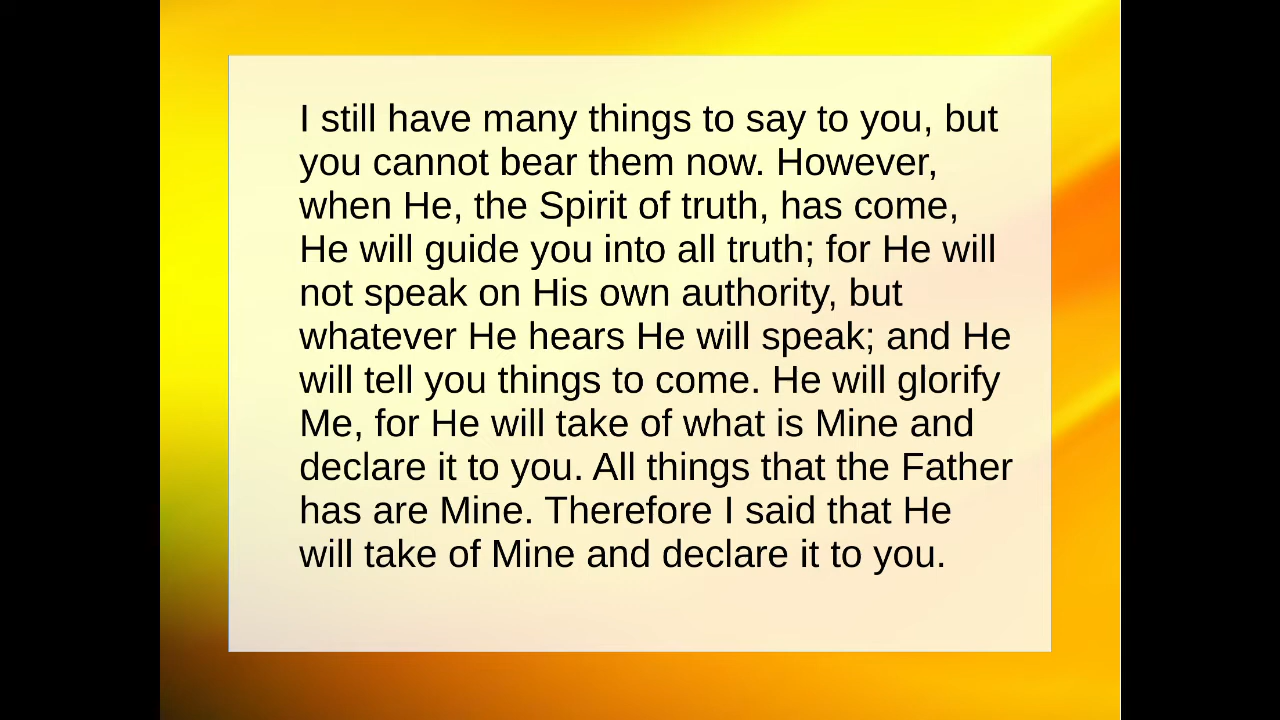 I still have many things to say to you, but
you cannot bear them now. However,
when He, the Spirit of truth, has come,
He will guide you into all truth; for He will
not speak on His own authority, but
whatever He hears He will speak; and He
will tell you things to come. He will glorify
Me, for He will take of what is Mine and
declare it to you. All things that the Father
has are Mine. Therefore I said that He
will take of Mine and declare it to you.